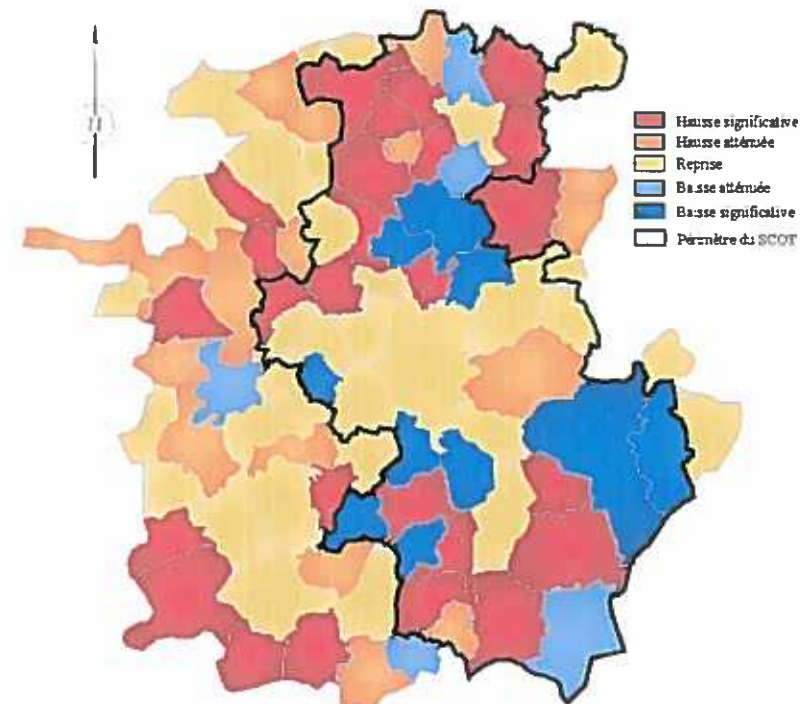 Hausse significative
Hausse atténuée
Reprise
Baisse atténuée
Baisse significative
Périmètre du SCOT